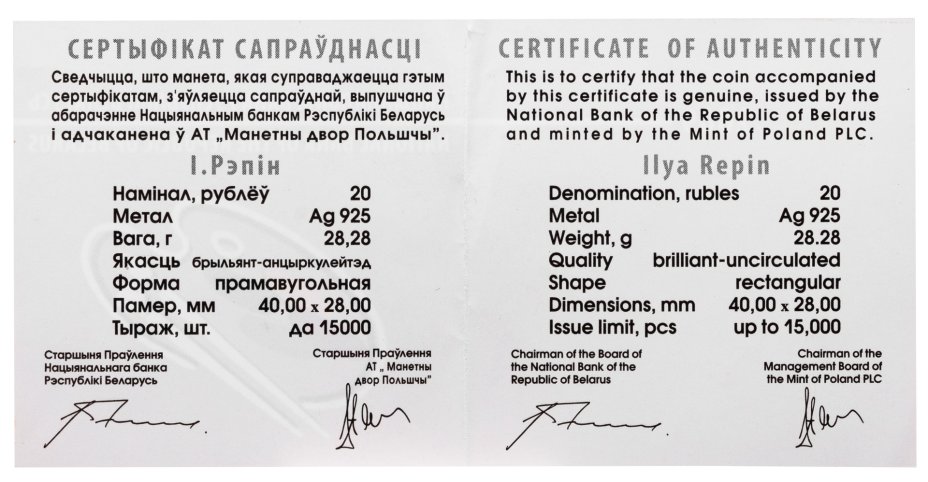 СЕРТЫФІКАТ САПРАЎДНАСЦІ
Сведчыцца, што манета, якая суправаджаецца гэтым
сертыфікатам, з'яўляецца сапраўднай, выпушчана ў
абарачэнне Нацыянальным банкам Рэспублікі Беларусь
і адчаканена ў АТ „Манетны двор Польшчы”.
І.Рэпін
Намінал, рублёў 20
Метал Ag 925
Вага, г 28,28
Якасць брыльянт-анцыркулейтэд
Форма прамавугольная
Памер, мм 40,00 x 28,00
Тыраж, шт. да 15000
Старшыня Праўлення
Нацыянальнага банка
Рэспублікі Беларусь
Старшыня Праўлення
АТ „ Манетны
двор Польшчы”
CERTIFICATE OF AUTHENTICITY
This is to certify that the coin accompanied
by this certificate is genuine, issued by the
National Bank of the Republic of Belarus
and minted by the Mint of Poland PLC.
Ilya Repin
Denomination, rubles 20
Metal Ag 925
Weight, g 28.28
Quality brilliant-uncirculated
Shape rectangular
Dimensions, mm 40,00 x 28,00
Issue limit, pcs up to 15,000
Chairman of the Board of
the National Bank of the
Republic of Belarus
Chairman of the
Management Board of
the Mint of Poland PLC